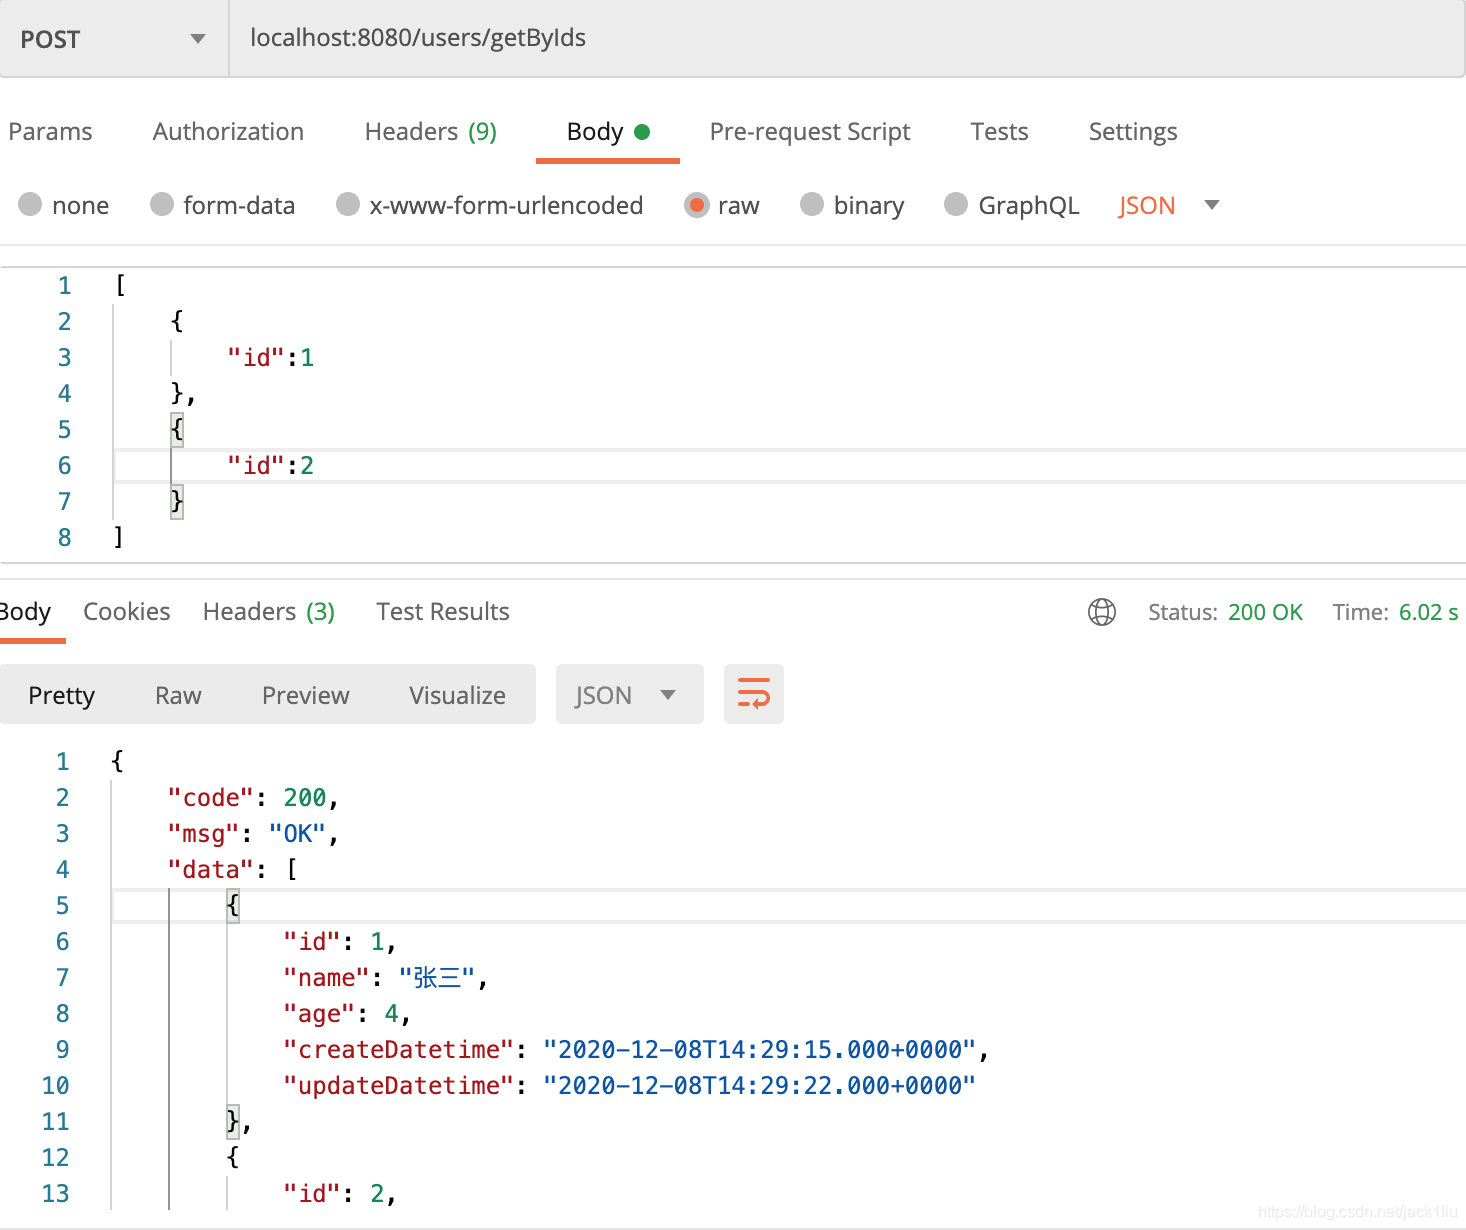 POST localhost:8080/users/getByIds
Params Authorization Headers (9) Body Pre-request Script Tests Settings
none form-data x-www-form-urlencoded raw binary GraphQL JSON
1 [
2 {
3 "id":1
4 },
5 {
6 "id":2
7 }
8 ]
Body Cookies Headers (3) Test Results Status: 200 OK Time: 6.02 s
Pretty Raw Preview Visualize JSON
1 {
2 "code": 200,
3 "msg": "OK",
4 "data": [
5 {
6 "id": 1,
7 "name": "张三",
8 "age": 4,
9 "createDatetime": "2020-12-08T14:29:15.000+0000",
10 "updateDatetime": "2020-12-08T14:29:22.000+0000"
11 },
12 {
13 "id": 2,
https://blog.csdn.net/jack1liu